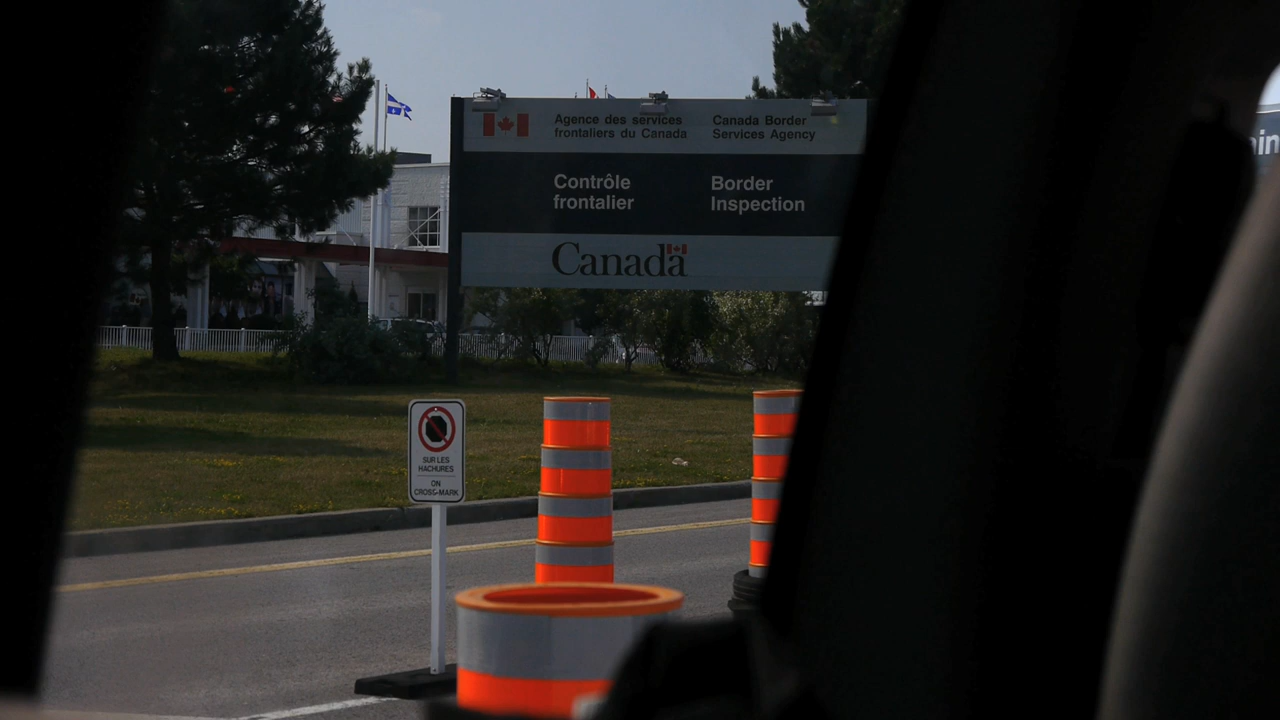 Agence des services
frontaliers du Canada
Canada Border
Services Agency
Contrôle
frontalier
Border
Inspection
Canada
SUR LES
HACHURES
ON
CROSS-MARK